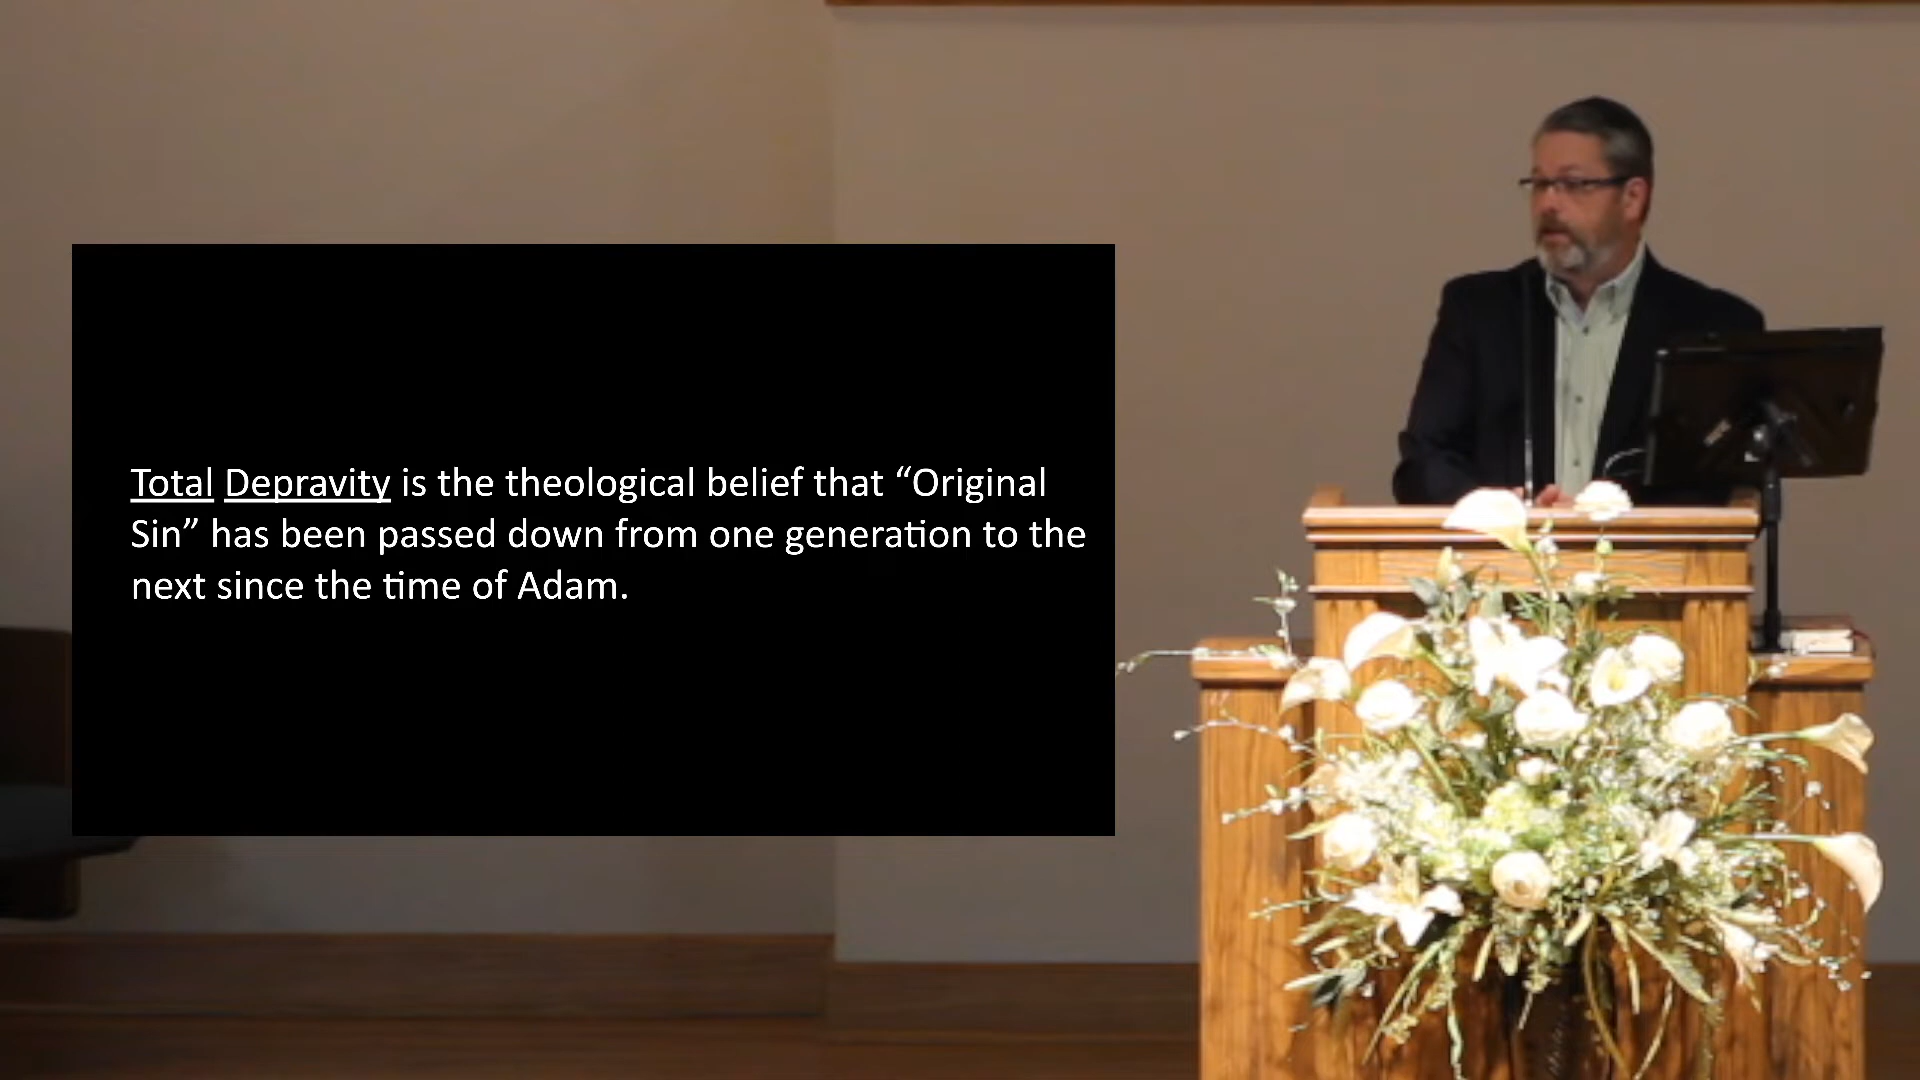 Total Depravity is the theological belief that “Original
Sin” has been passed down from one generation to the
next since the time of Adam.